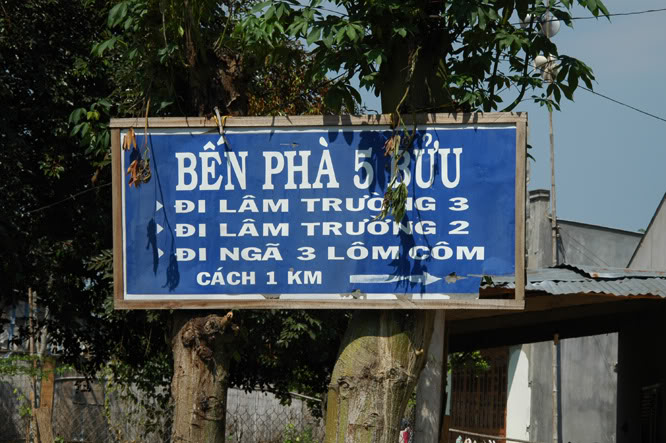 BẾN PHÀ 5 BỬU
ĐI LÂM TRƯỜNG 3
ĐI LÂM TRƯỜNG 2
ĐI NGÃ 3 LÔM CÔM
CÁCH 1 KM